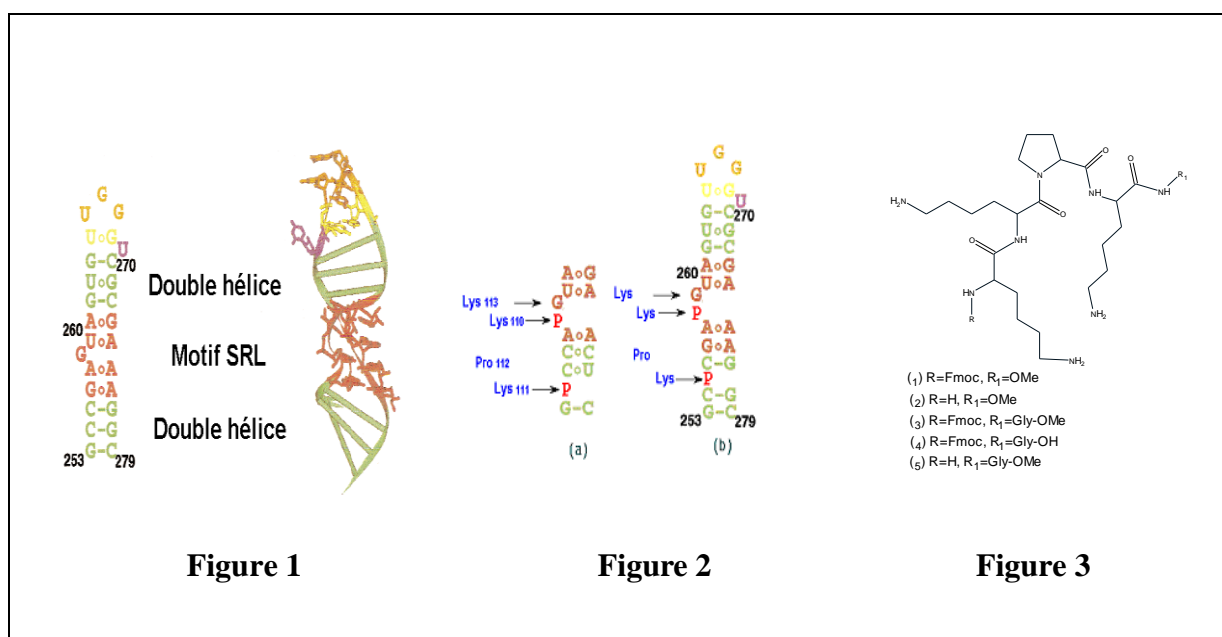 G
U G
U∘G
U
G–C
270
U–G
G–C
A∘G
260
U∘A
G
A A
G∘A
C–G
C–G
G–C
253 279
Double hélice
Motif SRL
Double hélice
Figure 1
A∘G
U∘A
Lys 113 G
Lys 110 P
A∘A
C∘C
Pro 112 C∘U
Lys 111 P
G–C
(a)
G
U G
U∘G
U
G–C
270
U–G
G–C
260 A∘G
U∘A
Lys G
Lys P
A A
G∘A
Pro C–G
Lys P
C–G
253 G–C 279
(b)
Figure 2
O
O
N
NH
R1
NH
H2N
O
O
NH
HN
R
NH2
NH2
(1) R=Fmoc, R1=OMe
(2) R=H, R1=OMe
(3) R=Fmoc, R1=Gly-OMe
(4) R=Fmoc, R1=Gly-OH
(5) R=H, R1=Gly-OMe
Figure 3